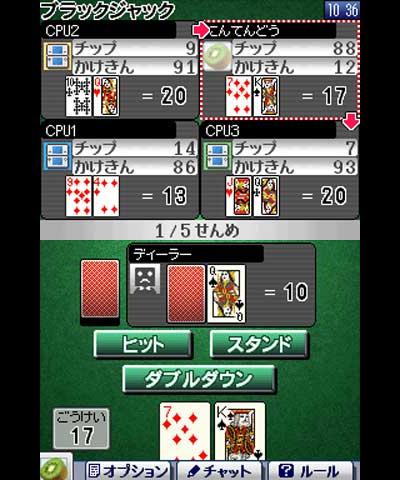 ブラックジャック 10 36
CPU2
チップ 9
かけきん 91
10 Q = 20
こんてんどう
チップ 88
かけきん 12
7 K = 17
CPU1
チップ 14
かけきん 86
9 4 = 13
CPU3
チップ 7
かけきん 93
J Q = 20
1/5せんめ
ディーラー
Q = 10
ヒット スタンド
ダブルダウン
ごうけい
17
7 K
オプション チャット ? ルール